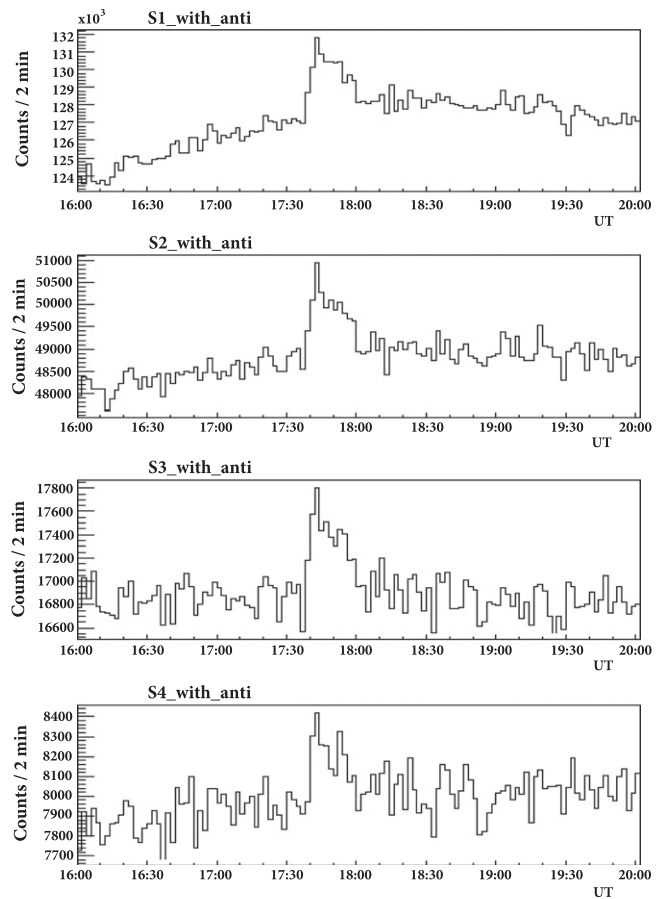 S1_with_anti
x10³
132
131
130
128
127
126
125
124
Counts / 2 min
16:00 16:30 17:00 17:30 18:00 18:30 19:00 19:30 20:00
UT
S2_with_anti
51000
50500
50000
49500
49000
48500
48000
Counts / 2 min
16:00 16:30 17:00 17:30 18:00 18:30 19:00 19:30 20:00
UT
S3_with_anti
17800
17600
17400
17200
17000
16800
16600
Counts / 2 min
16:00 16:30 17:00 17:30 18:00 18:30 19:00 19:30 20:00
UT
S4_with_anti
8400
8300
8200
8100
8000
7900
7800
7700
Counts / 2 min
16:00 16:30 17:00 17:30 18:00 18:30 19:00 19:30 20:00
UT